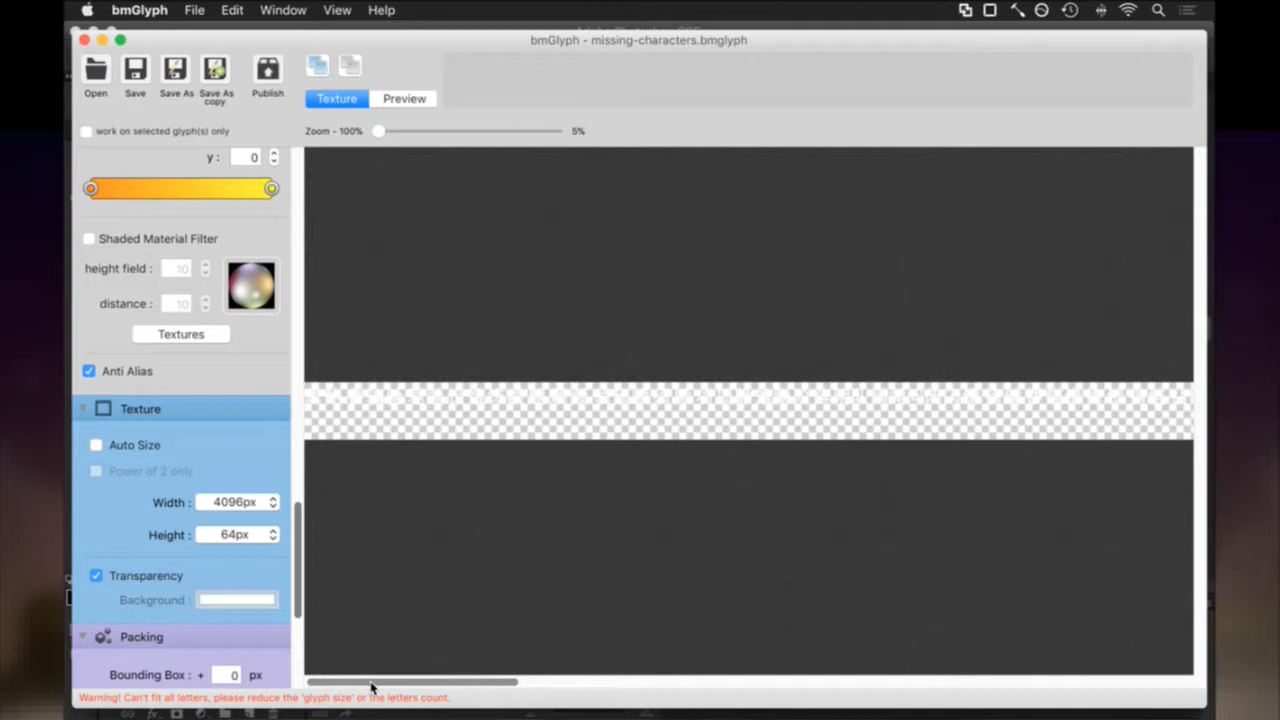 bmGlyph File Edit Window View Help
bmGlyph - missing-characters.bmglyph
Open Save Save As Save As copy Publish
Texture Preview
work on selected glyph(s) only
Zoom - 100% 5%
y : 0
Shaded Material Filter
height field : 10
distance : 10
Textures
Anti Alias
Texture
Auto Size
Power of 2 only
Width : 4096px
Height : 64px
Transparency
Background :
Packing
Bounding Box : + 0 px
Warning! Can't fit all letters, please reduce the 'glyph size' or the letters count.